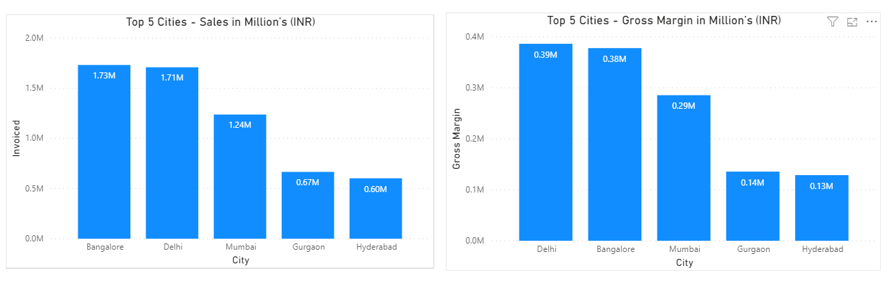 Top 5 Cities - Sales in Million's (INR)
2.0M
1.5M
1.0M
0.5M
0.0M
Invoiced
1.73M
1.71M
1.24M
0.67M
0.60M
Bangalore
Delhi
Mumbai
Gurgaon
Hyderabad
City
Top 5 Cities - Gross Margin in Million's (INR)
0.4M
0.3M
0.2M
0.1M
0.0M
Gross Margin
0.39M
0.38M
0.29M
0.14M
0.13M
Delhi
Bangalore
Mumbai
Gurgaon
Hyderabad
City